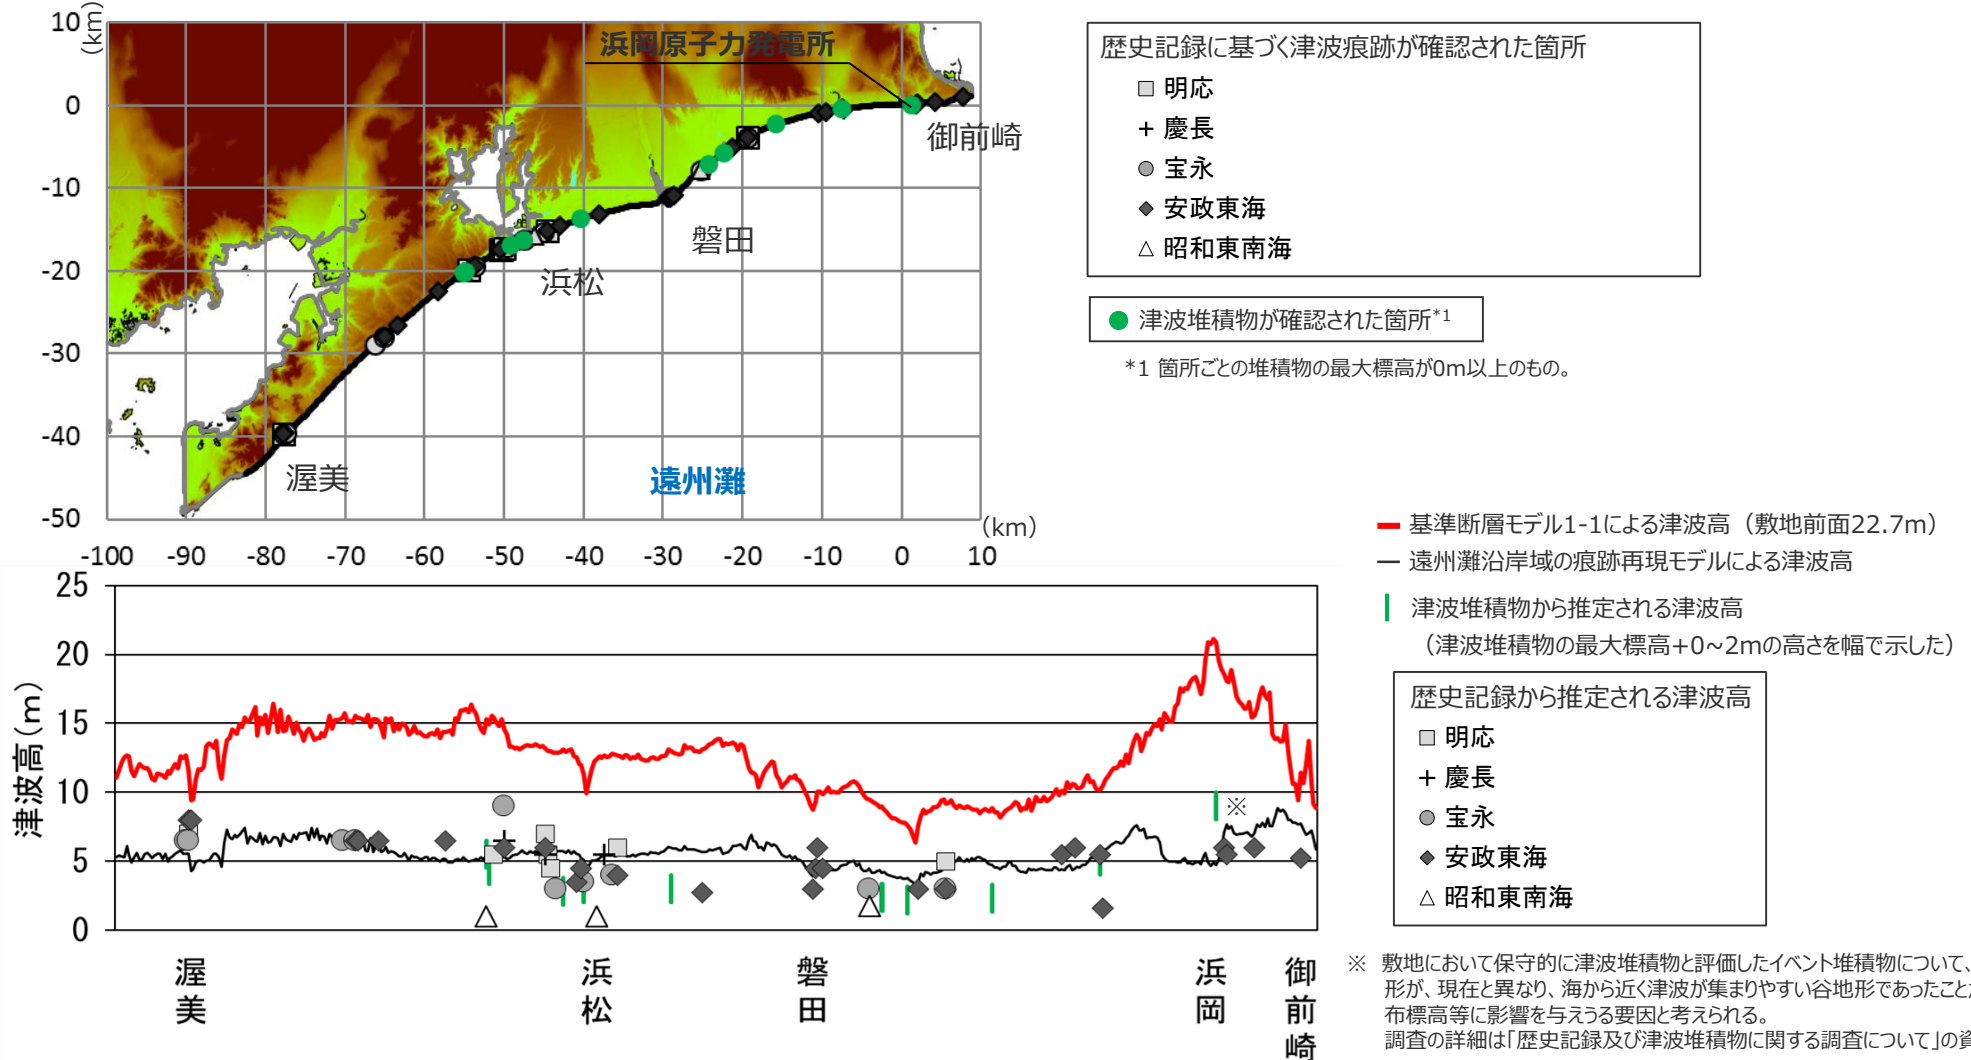 10
(km)
0
-10
-20
-30
-40
-50
-100 -90 -80 -70 -60 -50 -40 -30 -20 -10 0 10
(km)
浜岡原子力発電所
御前崎
磐田
浜松
渥美
遠州灘
歴史記録に基づく津波痕跡が確認された箇所
明応
慶長
宝永
安政東海
昭和東南海
津波堆積物が確認された箇所*1
*1 箇所ごとの堆積物の最大標高が0m以上のもの。
基準断層モデル1-1による津波高（敷地前面22.7m）
遠州灘沿岸域の痕跡再現モデルによる津波高
津波堆積物から推定される津波高
（津波堆積物の最大標高+0~2mの高さを幅で示した）
歴史記録から推定される津波高
明応
慶長
宝永
安政東海
昭和東南海
津波高(m)
25
20
15
10
5
0
※
渥美
浜松
磐田
浜岡
御前崎
※ 敷地において保守的に津波堆積物と評価したイベント堆積物について、
形が、現在と異なり、海から近く津波が集まりやすい谷地形であったこと
布標高等に影響を与えうる要因と考えられる。
調査の詳細は「歴史記録及び津波堆積物に関する調査について」の資